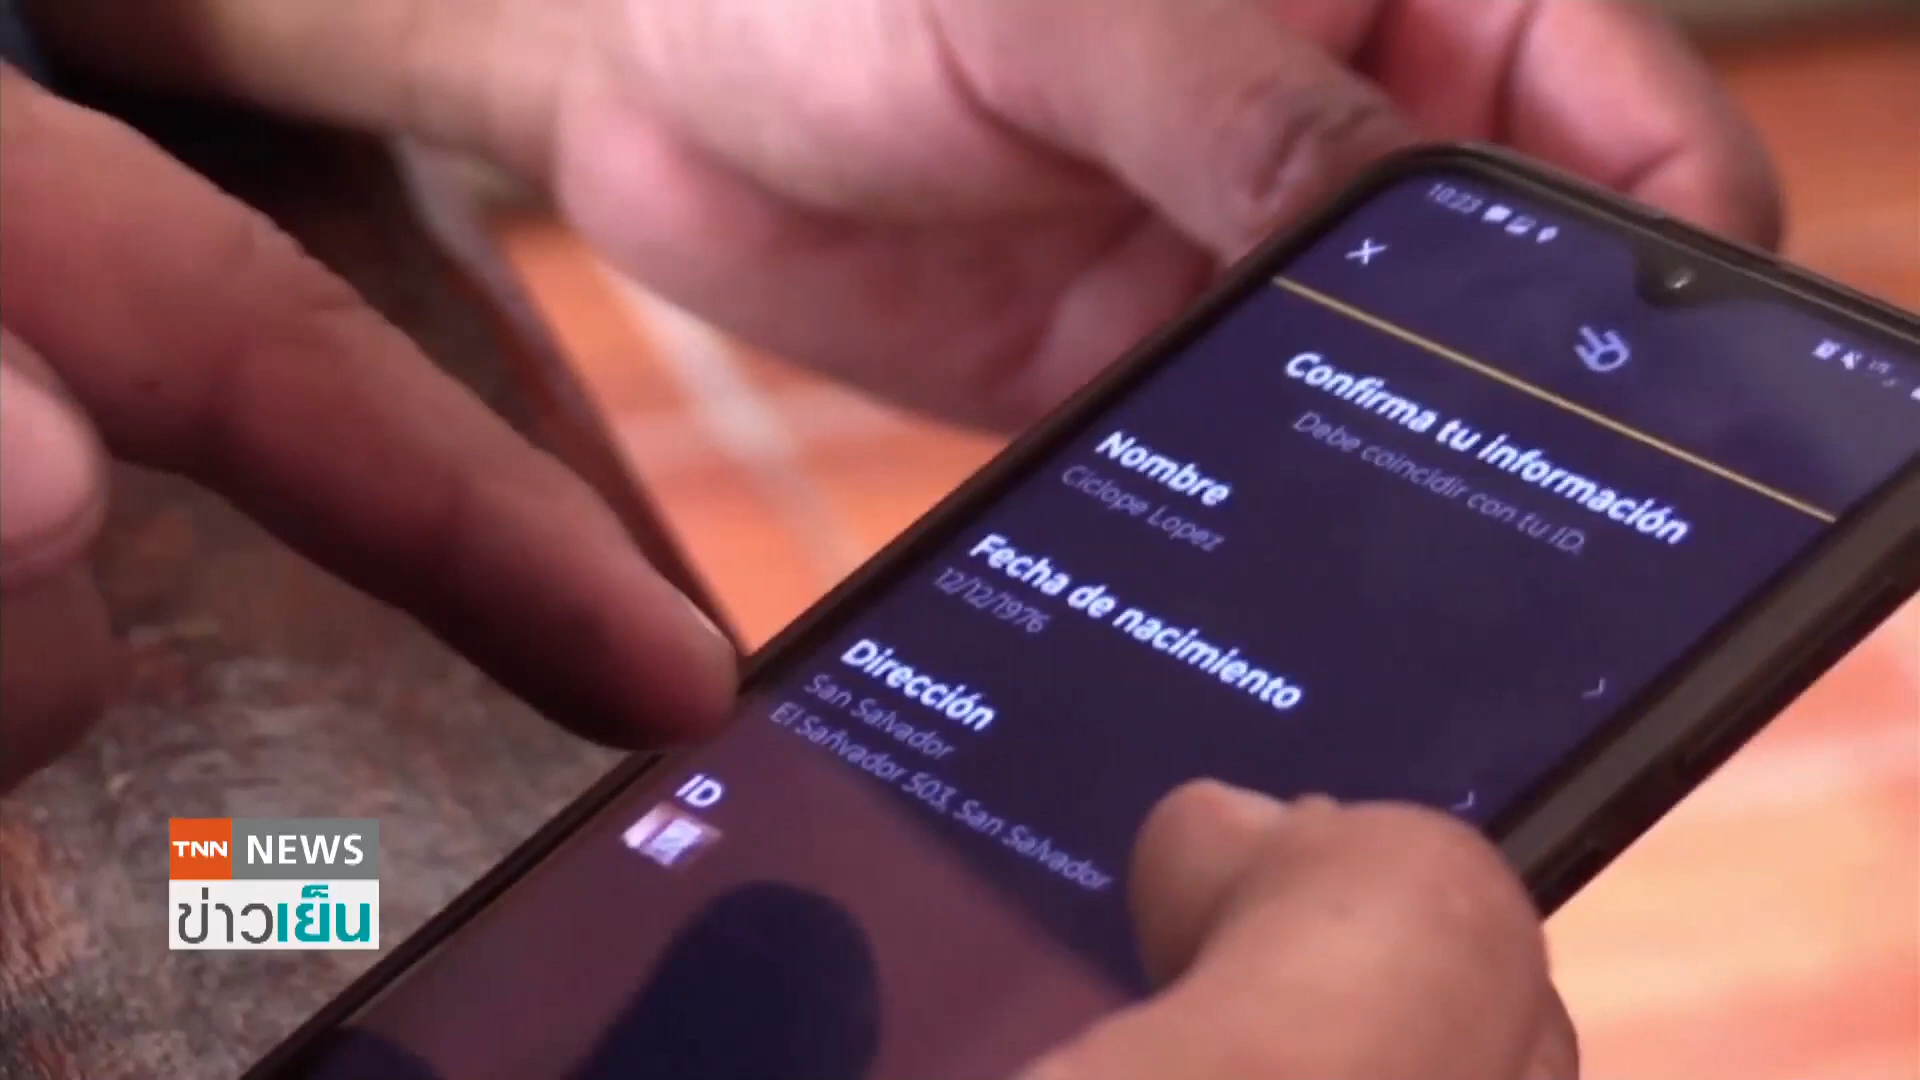 10:23
Confirma tu información
Debe coincidir con tu ID.
Nombre
Ciclope Lopez
Fecha de nacimiento
12/12/1976
Dirección
San Salvador
El Sañvador 503, San Salvador
ID
TNN NEWS
ข่าวเย็น